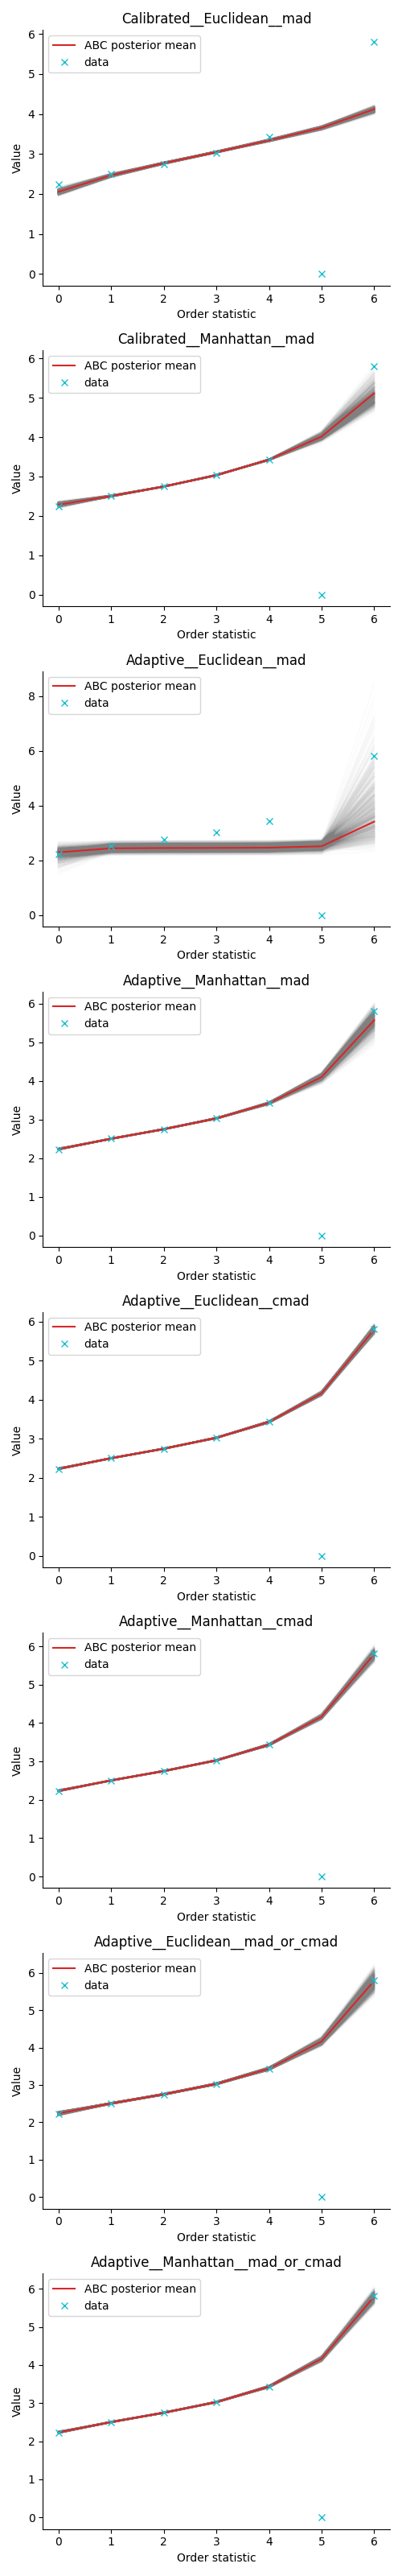 Calibrated__Euclidean__mad
ABC posterior mean
data
6
5
4
3
2
1
0
Value
0 1 2 3 4 5 6
Order statistic
Calibrated__Manhattan__mad
ABC posterior mean
data
6
5
4
3
2
1
0
Value
0 1 2 3 4 5 6
Order statistic
Adaptive__Euclidean__mad
ABC posterior mean
data
8
6
4
2
0
Value
0 1 2 3 4 5 6
Order statistic
Adaptive__Manhattan__mad
ABC posterior mean
data
6
5
4
3
2
1
0
Value
0 1 2 3 4 5 6
Order statistic
Adaptive__Euclidean__cmad
ABC posterior mean
data
6
5
4
3
2
1
0
Value
0 1 2 3 4 5 6
Order statistic
Adaptive__Manhattan__cmad
ABC posterior mean
data
6
5
4
3
2
1
0
Value
0 1 2 3 4 5 6
Order statistic
Adaptive__Euclidean__mad_or_cmad
ABC posterior mean
data
6
5
4
3
2
1
0
Value
0 1 2 3 4 5 6
Order statistic
Adaptive__Manhattan__mad_or_cmad
ABC posterior mean
data
6
5
4
3
2
1
0
Value
0 1 2 3 4 5 6
Order statistic